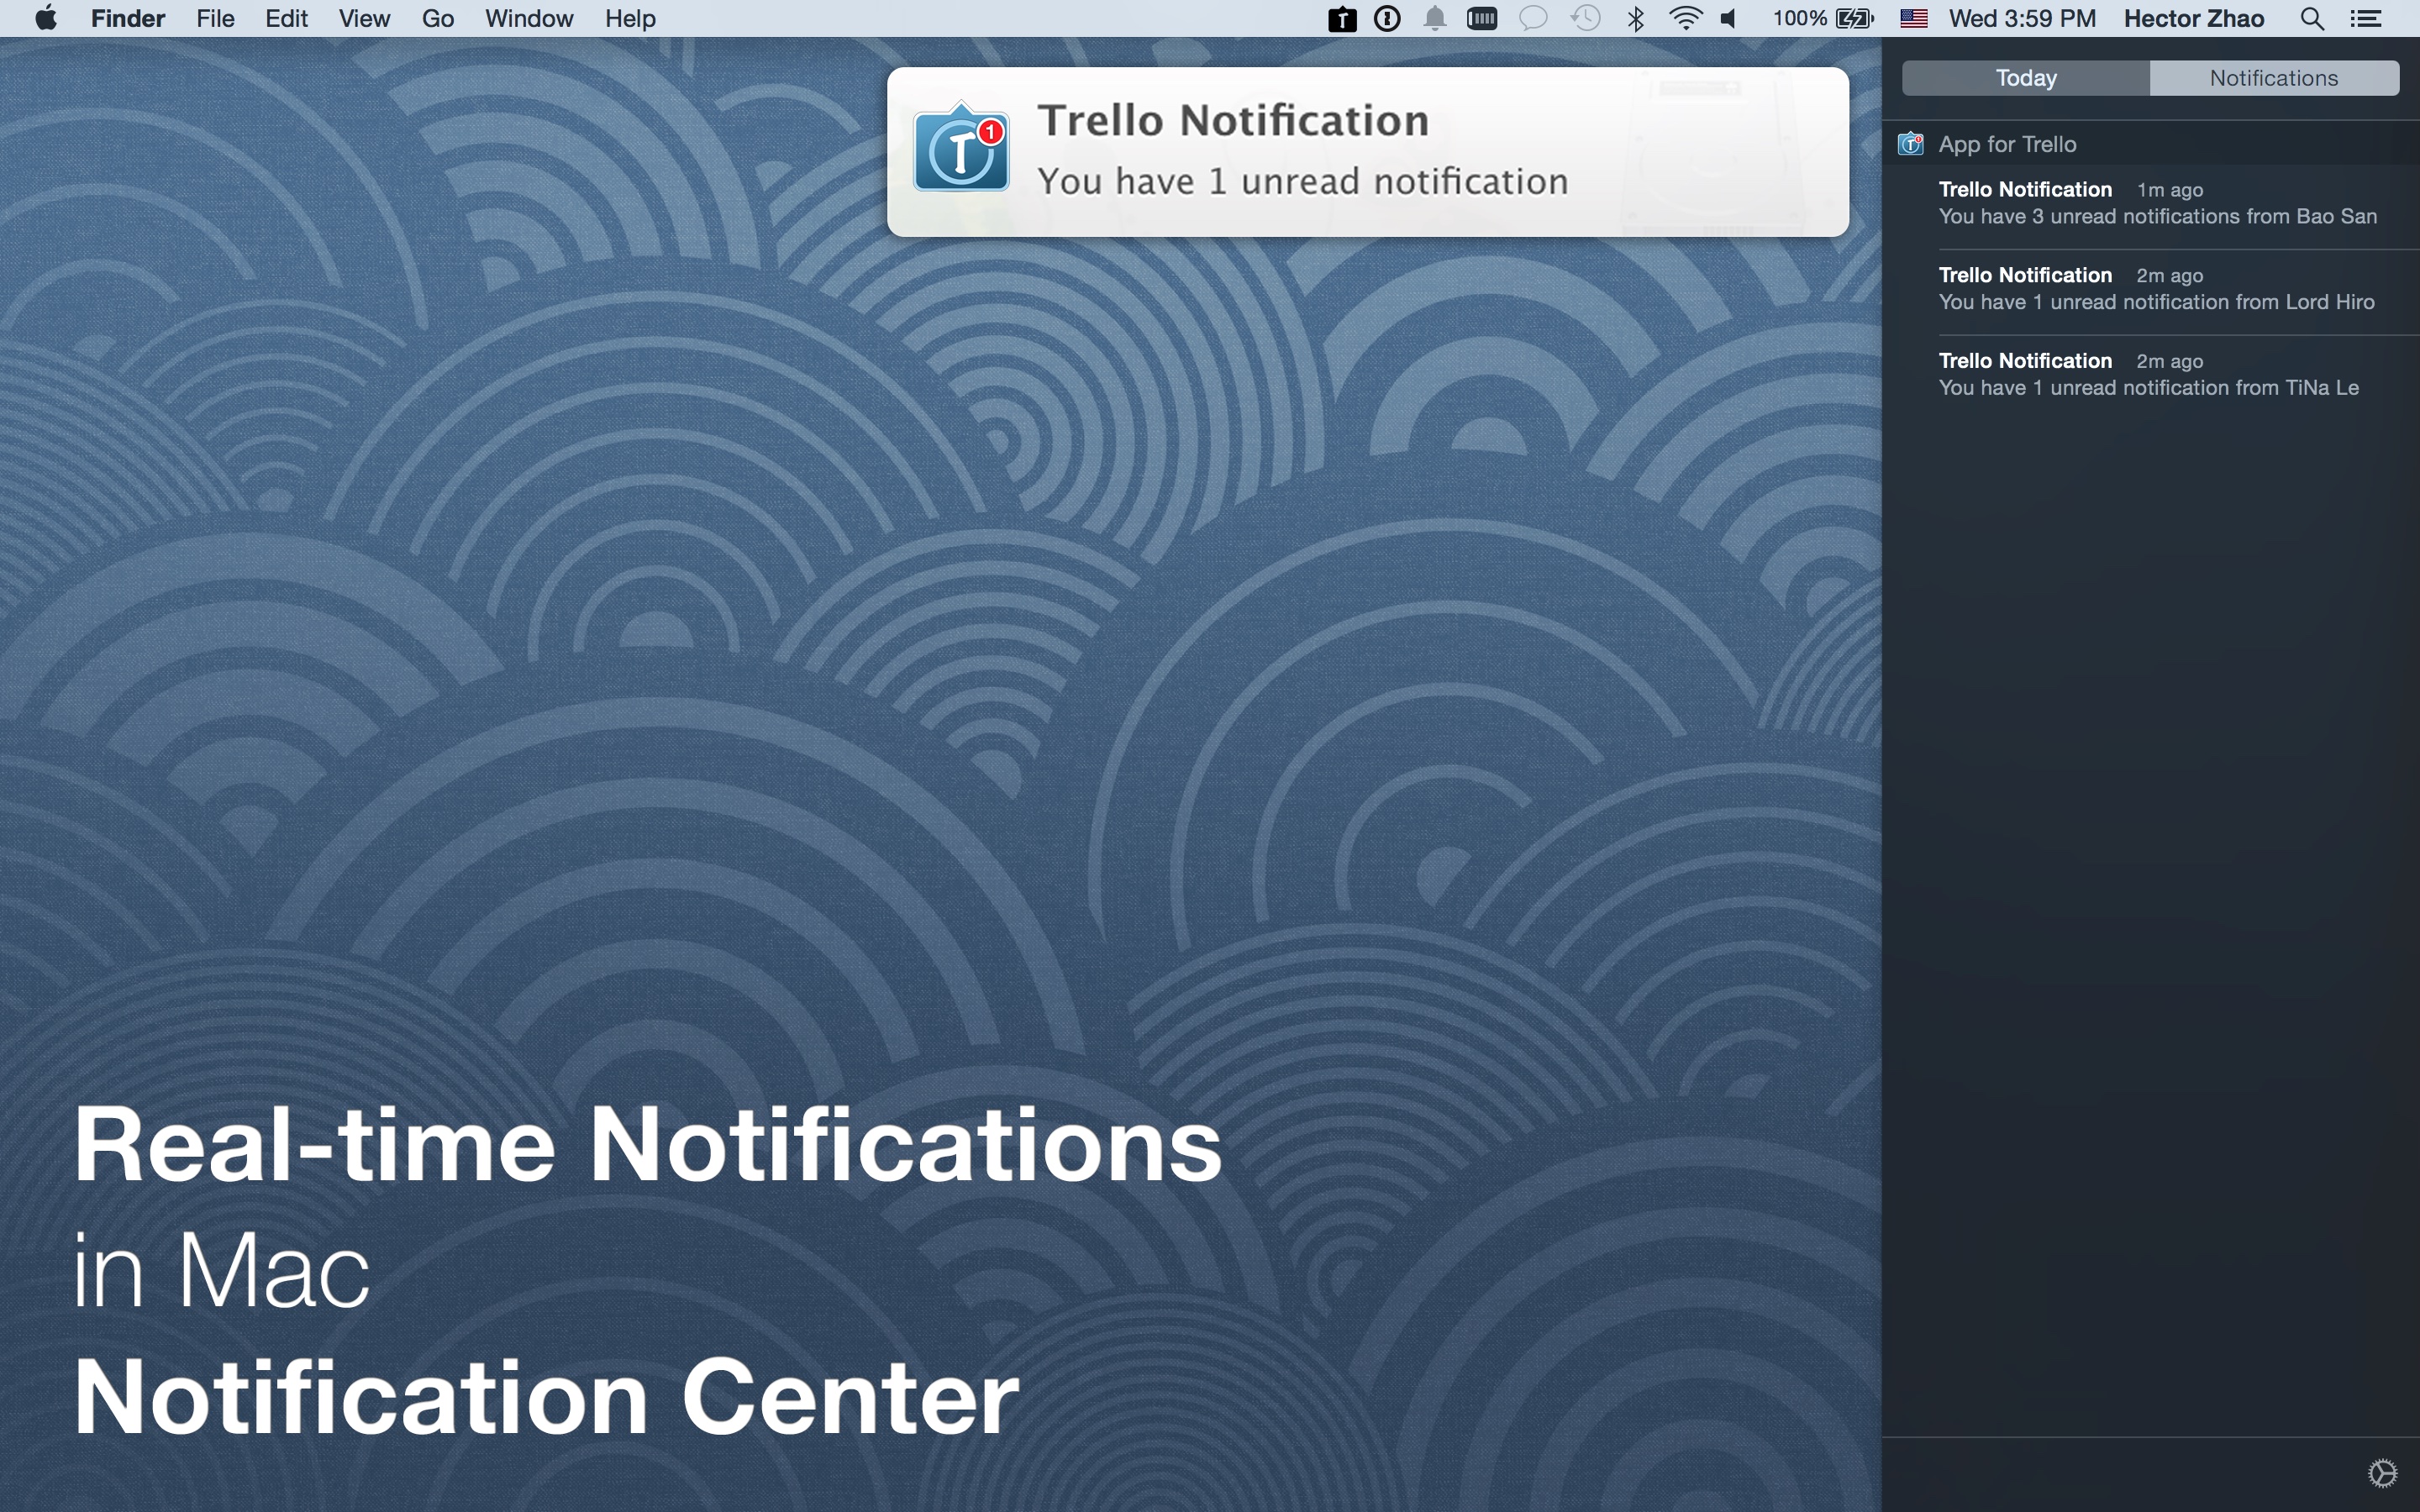 Finder File Edit View Go Window Help 100% Wed 3:59 PM Hector Zhao
Trello Notification
You have 1 unread notification
T 1
Today Notifications
App for Trello
Trello Notification 1m ago
You have 3 unread notifications from Bao San
Trello Notification 2m ago
You have 1 unread notification from Lord Hiro
Trello Notification 2m ago
You have 1 unread notification from TiNa Le
Real-time Notifications
in Mac
Notification Center